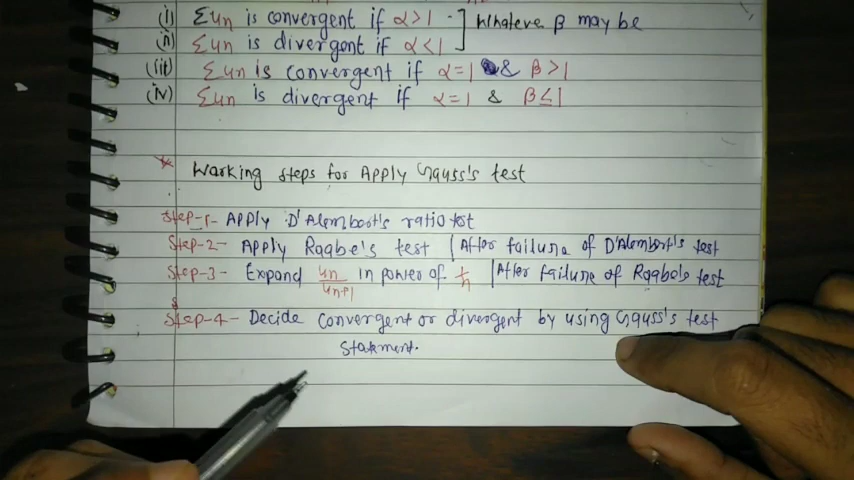 (i) Σun is convergent if α>1 ] Whateve β may be
(ii) Σun is divergent if α<1
(iii) Σun is convergent if α=1 & β>1
(iv) Σun is divergent if α=1 & β≤1
* Working steps for Apply Gauss's test
Step-1- Apply D'Alembert's ratio test
Step-2- Apply Raabe's test | After failure of D'Alembert's test
Step-3- Expand un/un+1 in power of 1/n | After failure of Raabe's test
Step-4- Decide Convergent or divergent by using Gauss's test
Statment.